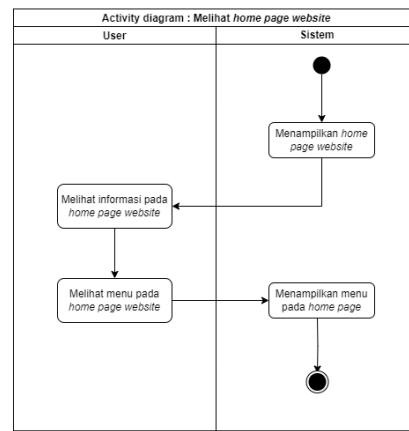 Activity diagram : Melihat home page website
User
Sistem
Menampilkan home
page website
Melihat informasi pada
home page website
Melihat menu pada
home page website
Menampilkan menu
pada home page